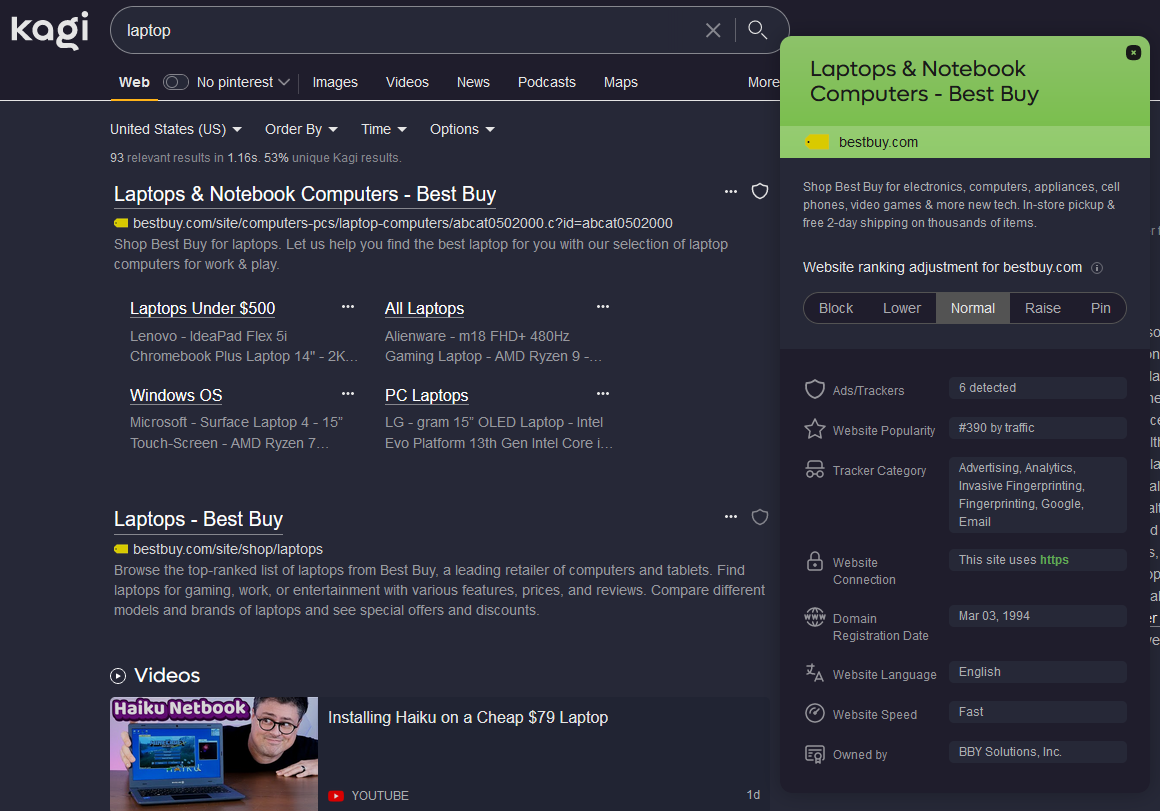 kagi
laptop
Web No pinterest Images Videos News Podcasts Maps More
United States (US) Order By Time Options
93 relevant results in 1.16s. 53% unique Kagi results.
Laptops & Notebook Computers - Best Buy
bestbuy.com/site/computers-pcs/laptop-computers/abcat0502000.c?id=abcat0502000
Shop Best Buy for laptops. Let us help you find the best laptop for you with our selection of laptop
computers for work & play.
Laptops Under $500
Lenovo - IdeaPad Flex 5i
Chromebook Plus Laptop 14" - 2K…
All Laptops
Alienware - m18 FHD+ 480Hz
Gaming Laptop - AMD Ryzen 9 -…
Windows OS
Microsoft - Surface Laptop 4 - 15”
Touch-Screen - AMD Ryzen 7…
PC Laptops
LG - gram 15” OLED Laptop - Intel
Evo Platform 13th Gen Intel Core i…
Laptops - Best Buy
bestbuy.com/site/shop/laptops
Browse the top-ranked list of laptops from Best Buy, a leading retailer of computers and tablets. Find
laptops for gaming, work, or entertainment with various features, prices, and reviews. Compare different
models and brands of laptops and see special offers and discounts.
Videos
Haiku Netbook
HAIKU
Installing Haiku on a Cheap $79 Laptop
YOUTUBE
1d
Laptops & Notebook
Computers - Best Buy
bestbuy.com
Shop Best Buy for electronics, computers, appliances, cell
phones, video games & more new tech. In-store pickup &
free 2-day shipping on thousands of items.
Website ranking adjustment for bestbuy.com
Block Lower Normal Raise Pin
Ads/Trackers
6 detected
Website Popularity
#390 by traffic
Tracker Category
Advertising, Analytics,
Invasive Fingerprinting,
Fingerprinting, Google,
Email
Website
Connection
This site uses https
Domain
Registration Date
Mar 03, 1994
Website Language
English
Website Speed
Fast
Owned by
BBY Solutions, Inc.